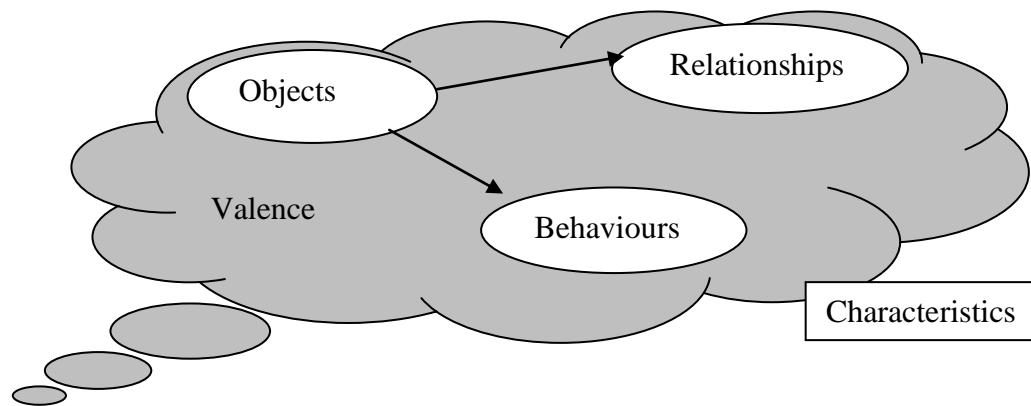 Relationships
Objects
Valence
Behaviours
Characteristics